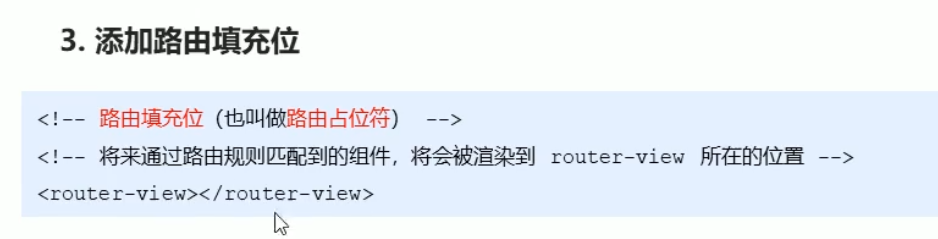 3. 添加路由填充位
<!-- 路由填充位（也叫做路由占位符） -->
<!-- 将来通过路由规则匹配到的组件，将会被渲染到 router-view 所在的位置 -->
<router-view></router-view>